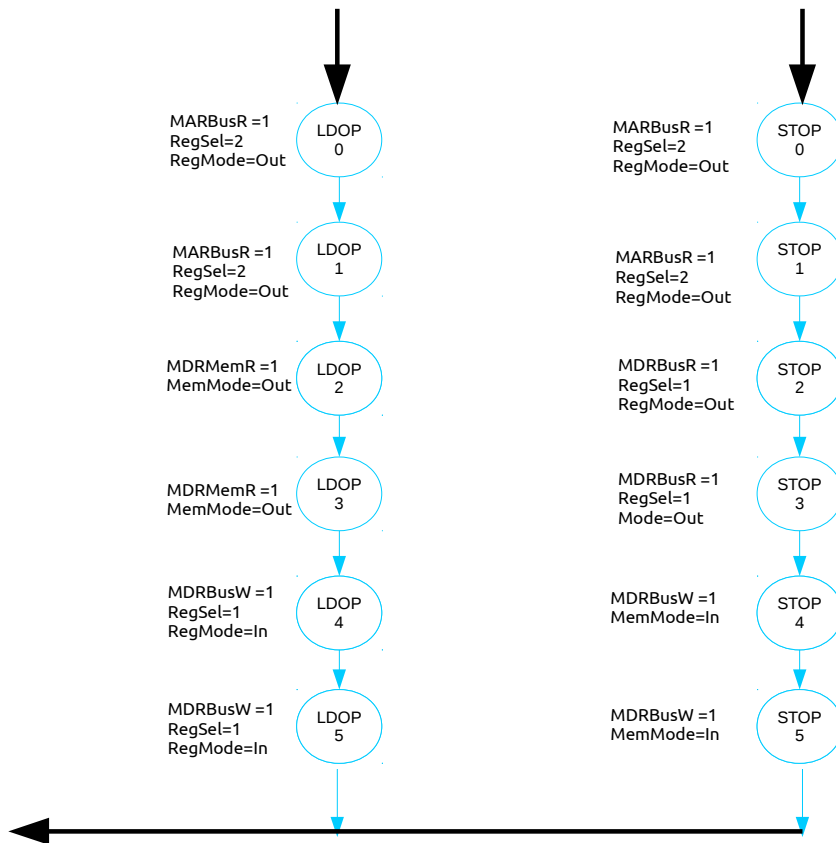 MARBusR =1
RegSel=2
RegMode=Out
LDOP
0
MARBusR =1
RegSel=2
RegMode=Out
LDOP
1
MDRMemR =1
MemMode=Out
LDOP
2
MDRMemR =1
MemMode=Out
LDOP
3
MDRBusW =1
RegSel=1
RegMode=In
LDOP
4
MDRBusW =1
RegSel=1
RegMode=In
LDOP
5
MARBusR =1
RegSel=2
RegMode=Out
STOP
0
MARBusR =1
RegSel=2
RegMode=Out
STOP
1
MDRBusR =1
RegSel=1
RegMode=Out
STOP
2
MDRBusR =1
RegSel=1
Mode=Out
STOP
3
MDRBusW =1
MemMode=In
STOP
4
MDRBusW =1
MemMode=In
STOP
5